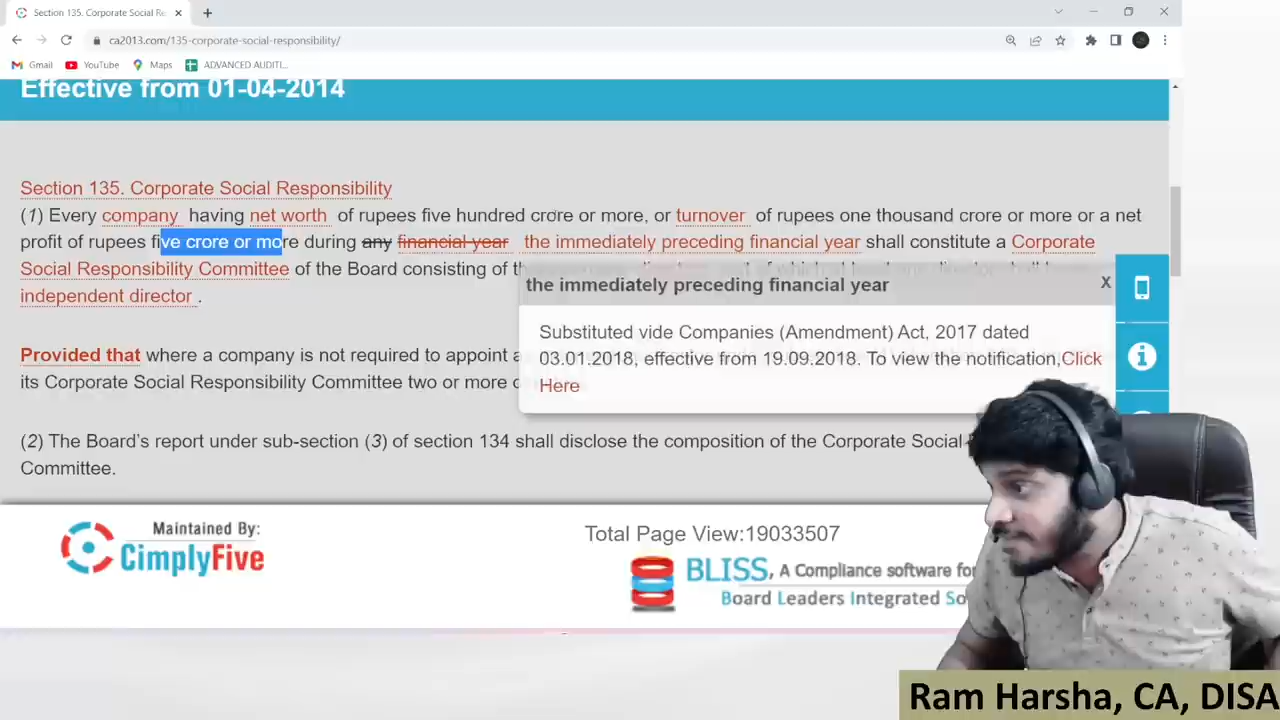 Section 135. Corporate Social Re
ca2013.com/135-corporate-social-responsibility/
Gmail YouTube Maps ADVANCED AUDITI...
Effective from 01-04-2014
Section 135. Corporate Social Responsibility
(1) Every company having net worth of rupees five hundred crore or more, or turnover of rupees one thousand crore or more or a net
profit of rupees five crore or more during any financial year the immediately preceding financial year shall constitute a Corporate
Social Responsibility Committee of the Board consisting of
independent director .
the immediately preceding financial year X
Substituted vide Companies (Amendment) Act, 2017 dated
03.01.2018, effective from 19.09.2018. To view the notification,Click
Here
Provided that where a company is not required to appoint a
its Corporate Social Responsibility Committee two or more
(2) The Board's report under sub-section (3) of section 134 shall disclose the composition of the Corporate Social
Committee.
Maintained By:
CimplyFive
Total Page View:19033507
BLISS, A Compliance software for
Board Leaders Integrated So
Ram Harsha, CA, DISA